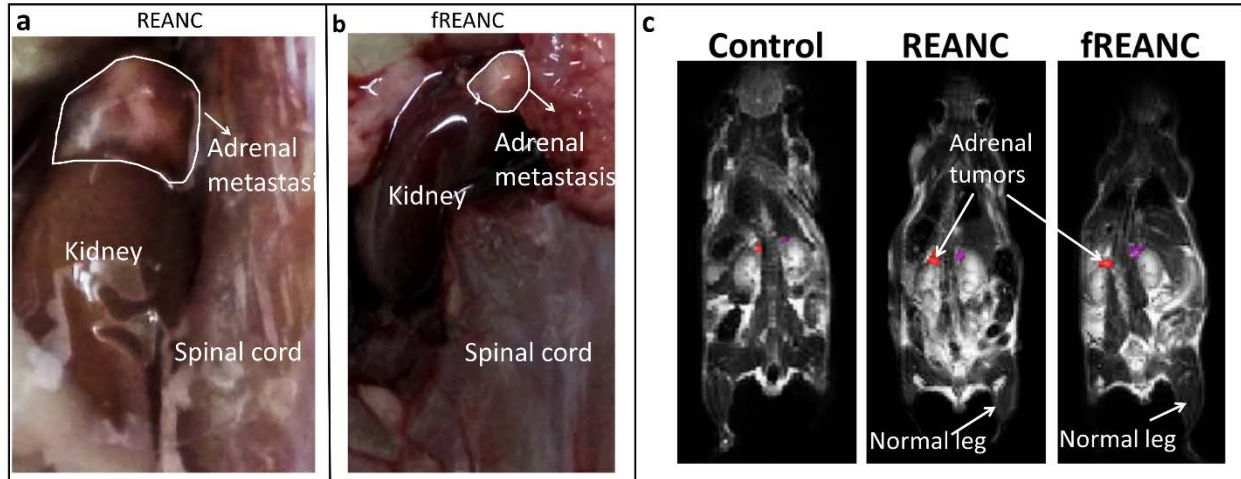 a
REANC
Adrenal
metastasis
Kidney
Spinal cord
b
fREANC
Adrenal
metastasis
Kidney
Spinal cord
c
Control
REANC
fREANC
Adrenal
tumors
Normal leg
Normal leg